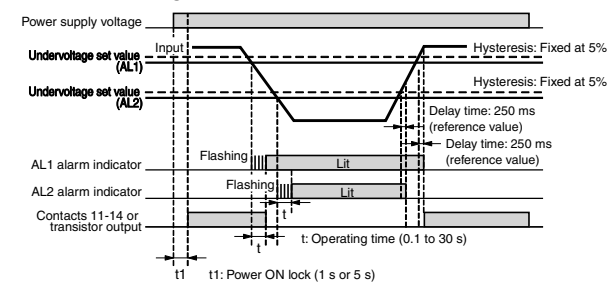 Power supply voltage
Input
Hysteresis: Fixed at 5%
Undervoltage set value
(AL1)
Hysteresis: Fixed at 5%
Undervoltage set value
(AL2)
Delay time: 250 ms
(reference value)
Delay time: 250 ms
(reference value)
Flashing
Lit
AL1 alarm indicator
Flashing
Lit
AL2 alarm indicator
t
Contacts 11-14 or
transistor output
t
t: Operating time (0.1 to 30 s)
t1
t1: Power ON lock (1 s or 5 s)